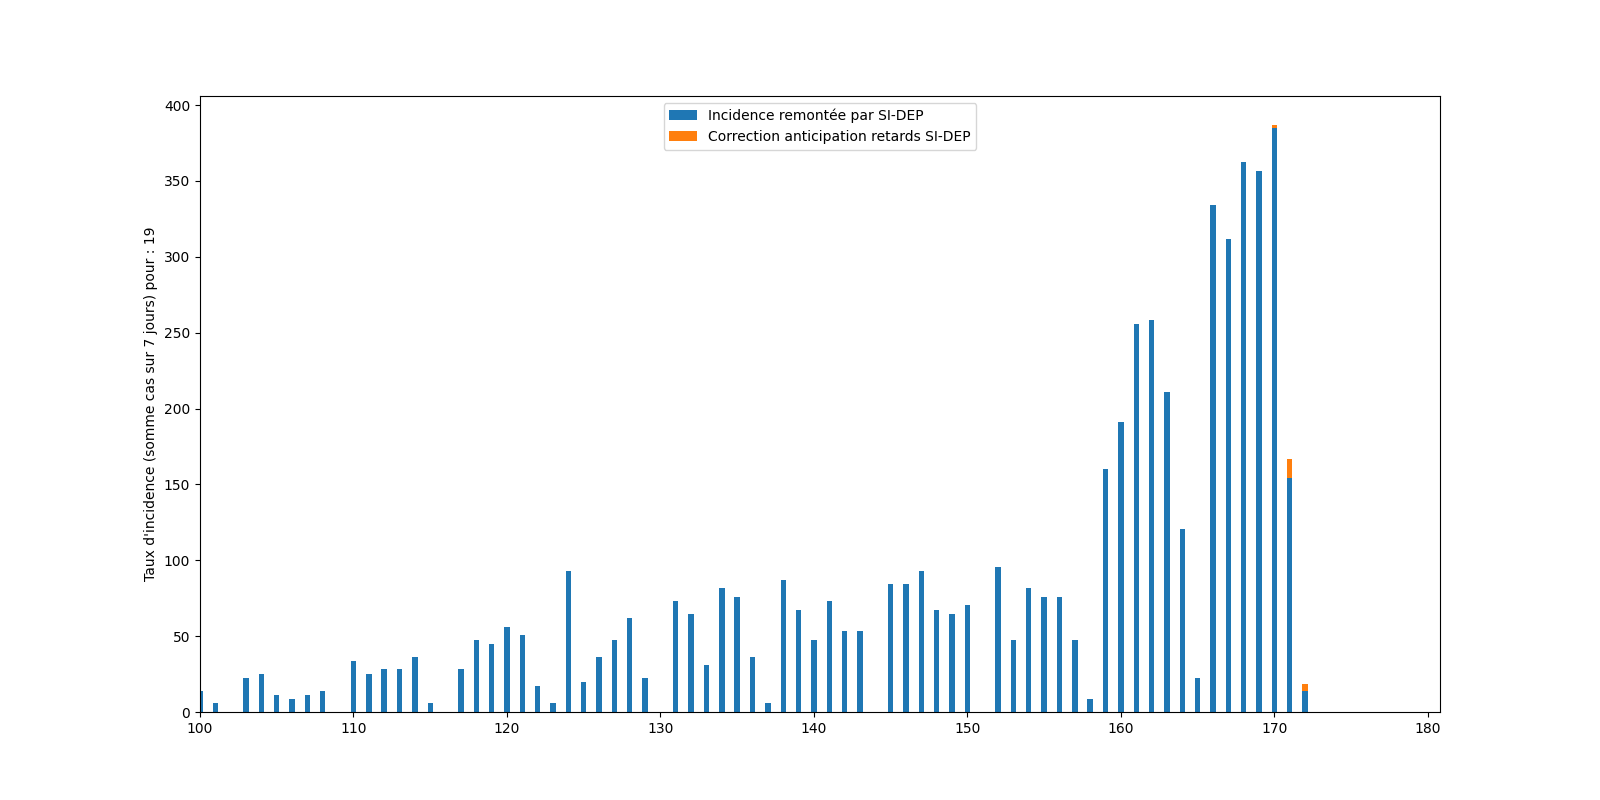 Incidence remontée par SI-DEP
Correction anticipation retards SI-DEP
Taux d'incidence (somme cas sur 7 jours) pour : 19
400
350
300
250
200
150
100
50
0
100 110 120 130 140 150 160 170 180